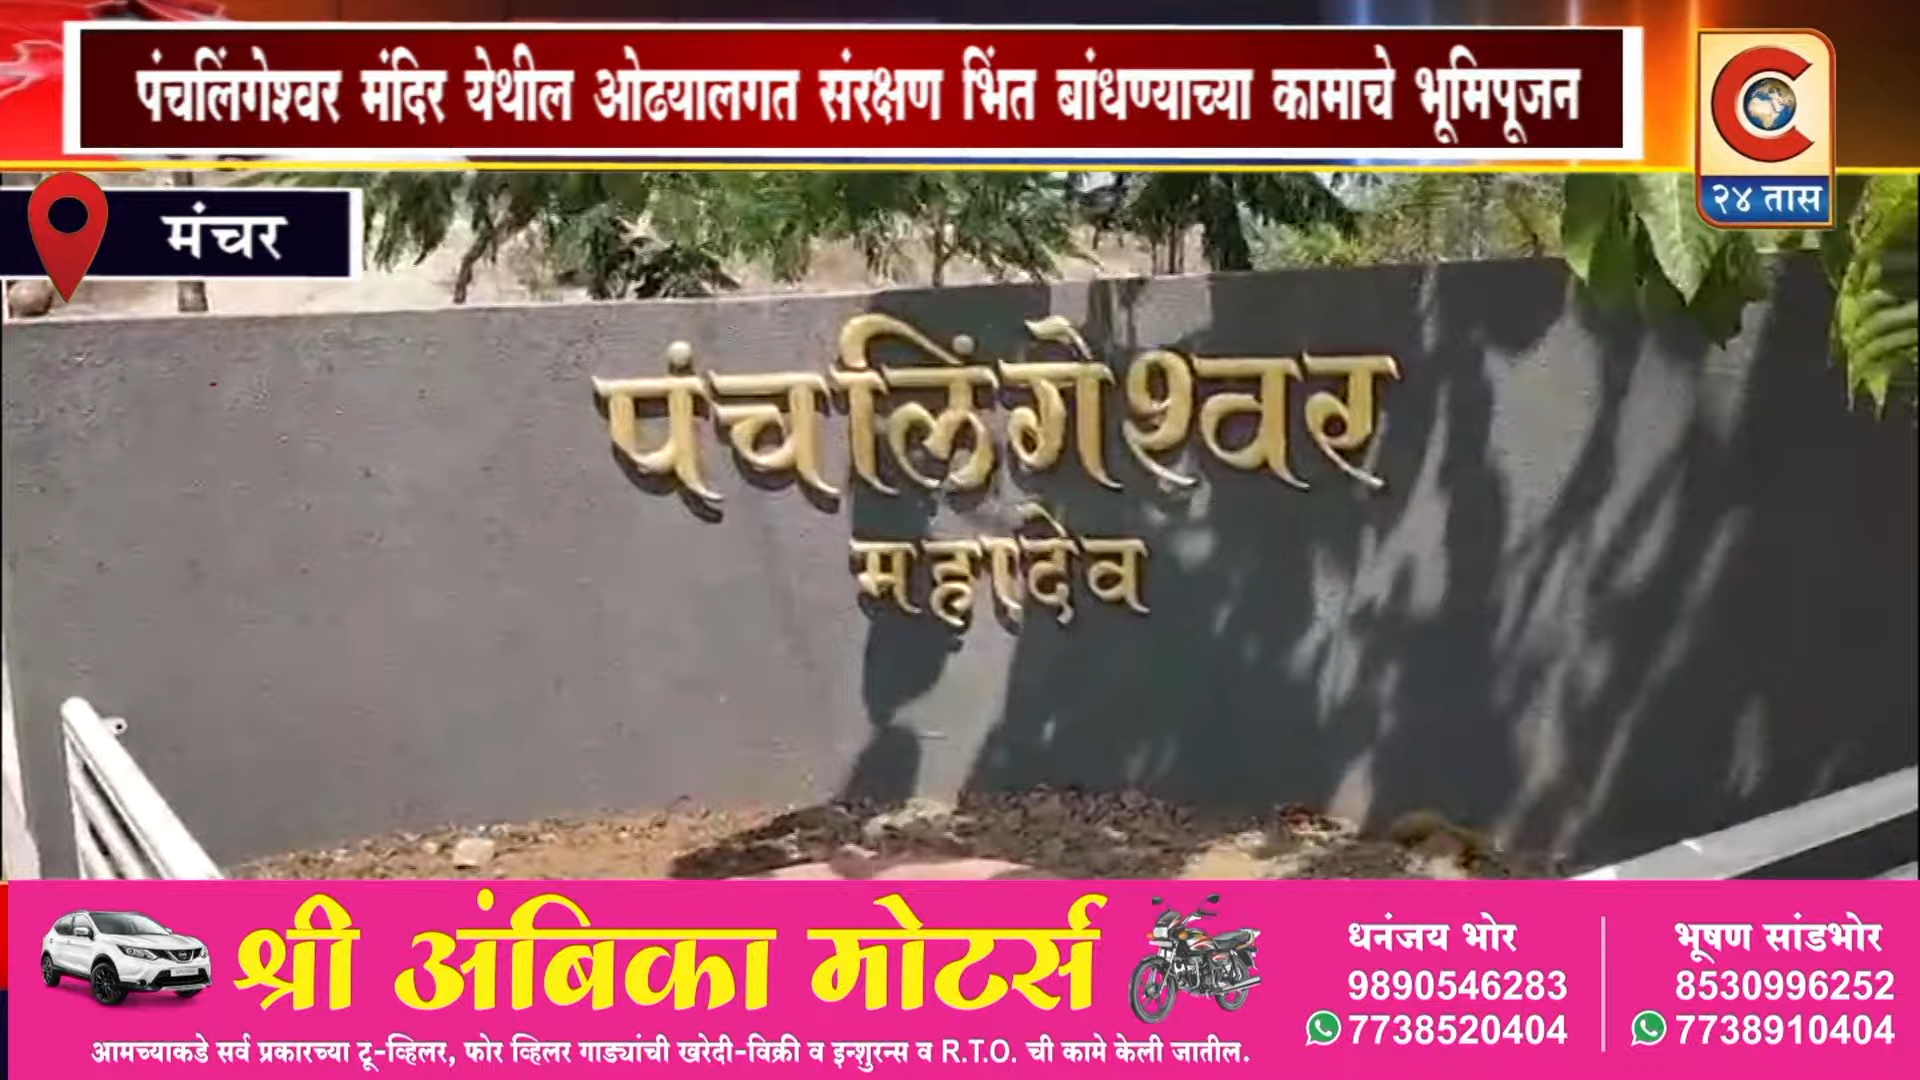 पंचलिंगेश्वर मंदिर येथील ओढयालगत संरक्षण भिंत बांधण्याच्या कामाचे भूमिपूजन
C
२४ तास
मंचर
पंचलिंगेश्वर
महादेव
श्री अंबिका मोटर्स
आमच्याकडे सर्व प्रकारच्या टू-व्हिलर, फोर व्हिलर गाड्यांची खरेदी-विक्री व इन्शुरन्स व R.T.O. ची कामे केली जातील.
धनंजय भोर
9890546283
7738520404
भूषण सांडभोर
8530996252
7738910404